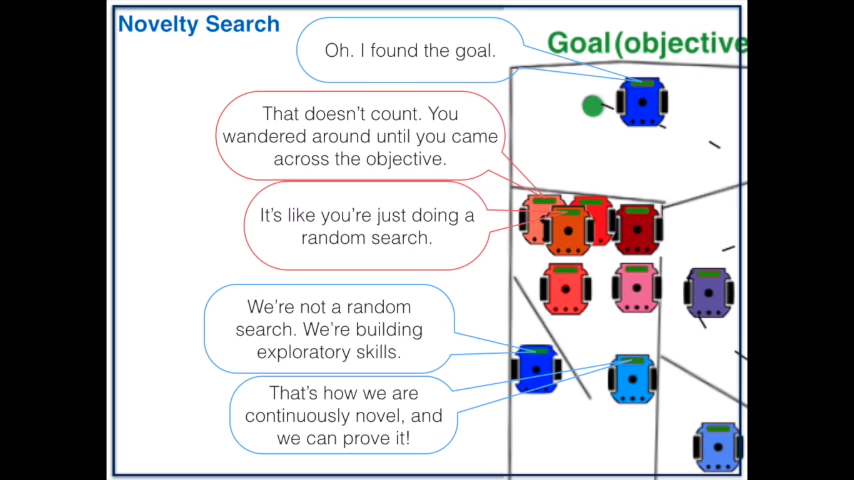 Novelty Search
Goal (objective
Oh. I found the goal.
That doesn't count. You
wandered around until you came
across the objective.
It's like you're just doing a
random search.
We're not a random
search. We're building
exploratory skills.
That's how we are
continuously novel, and
we can prove it!